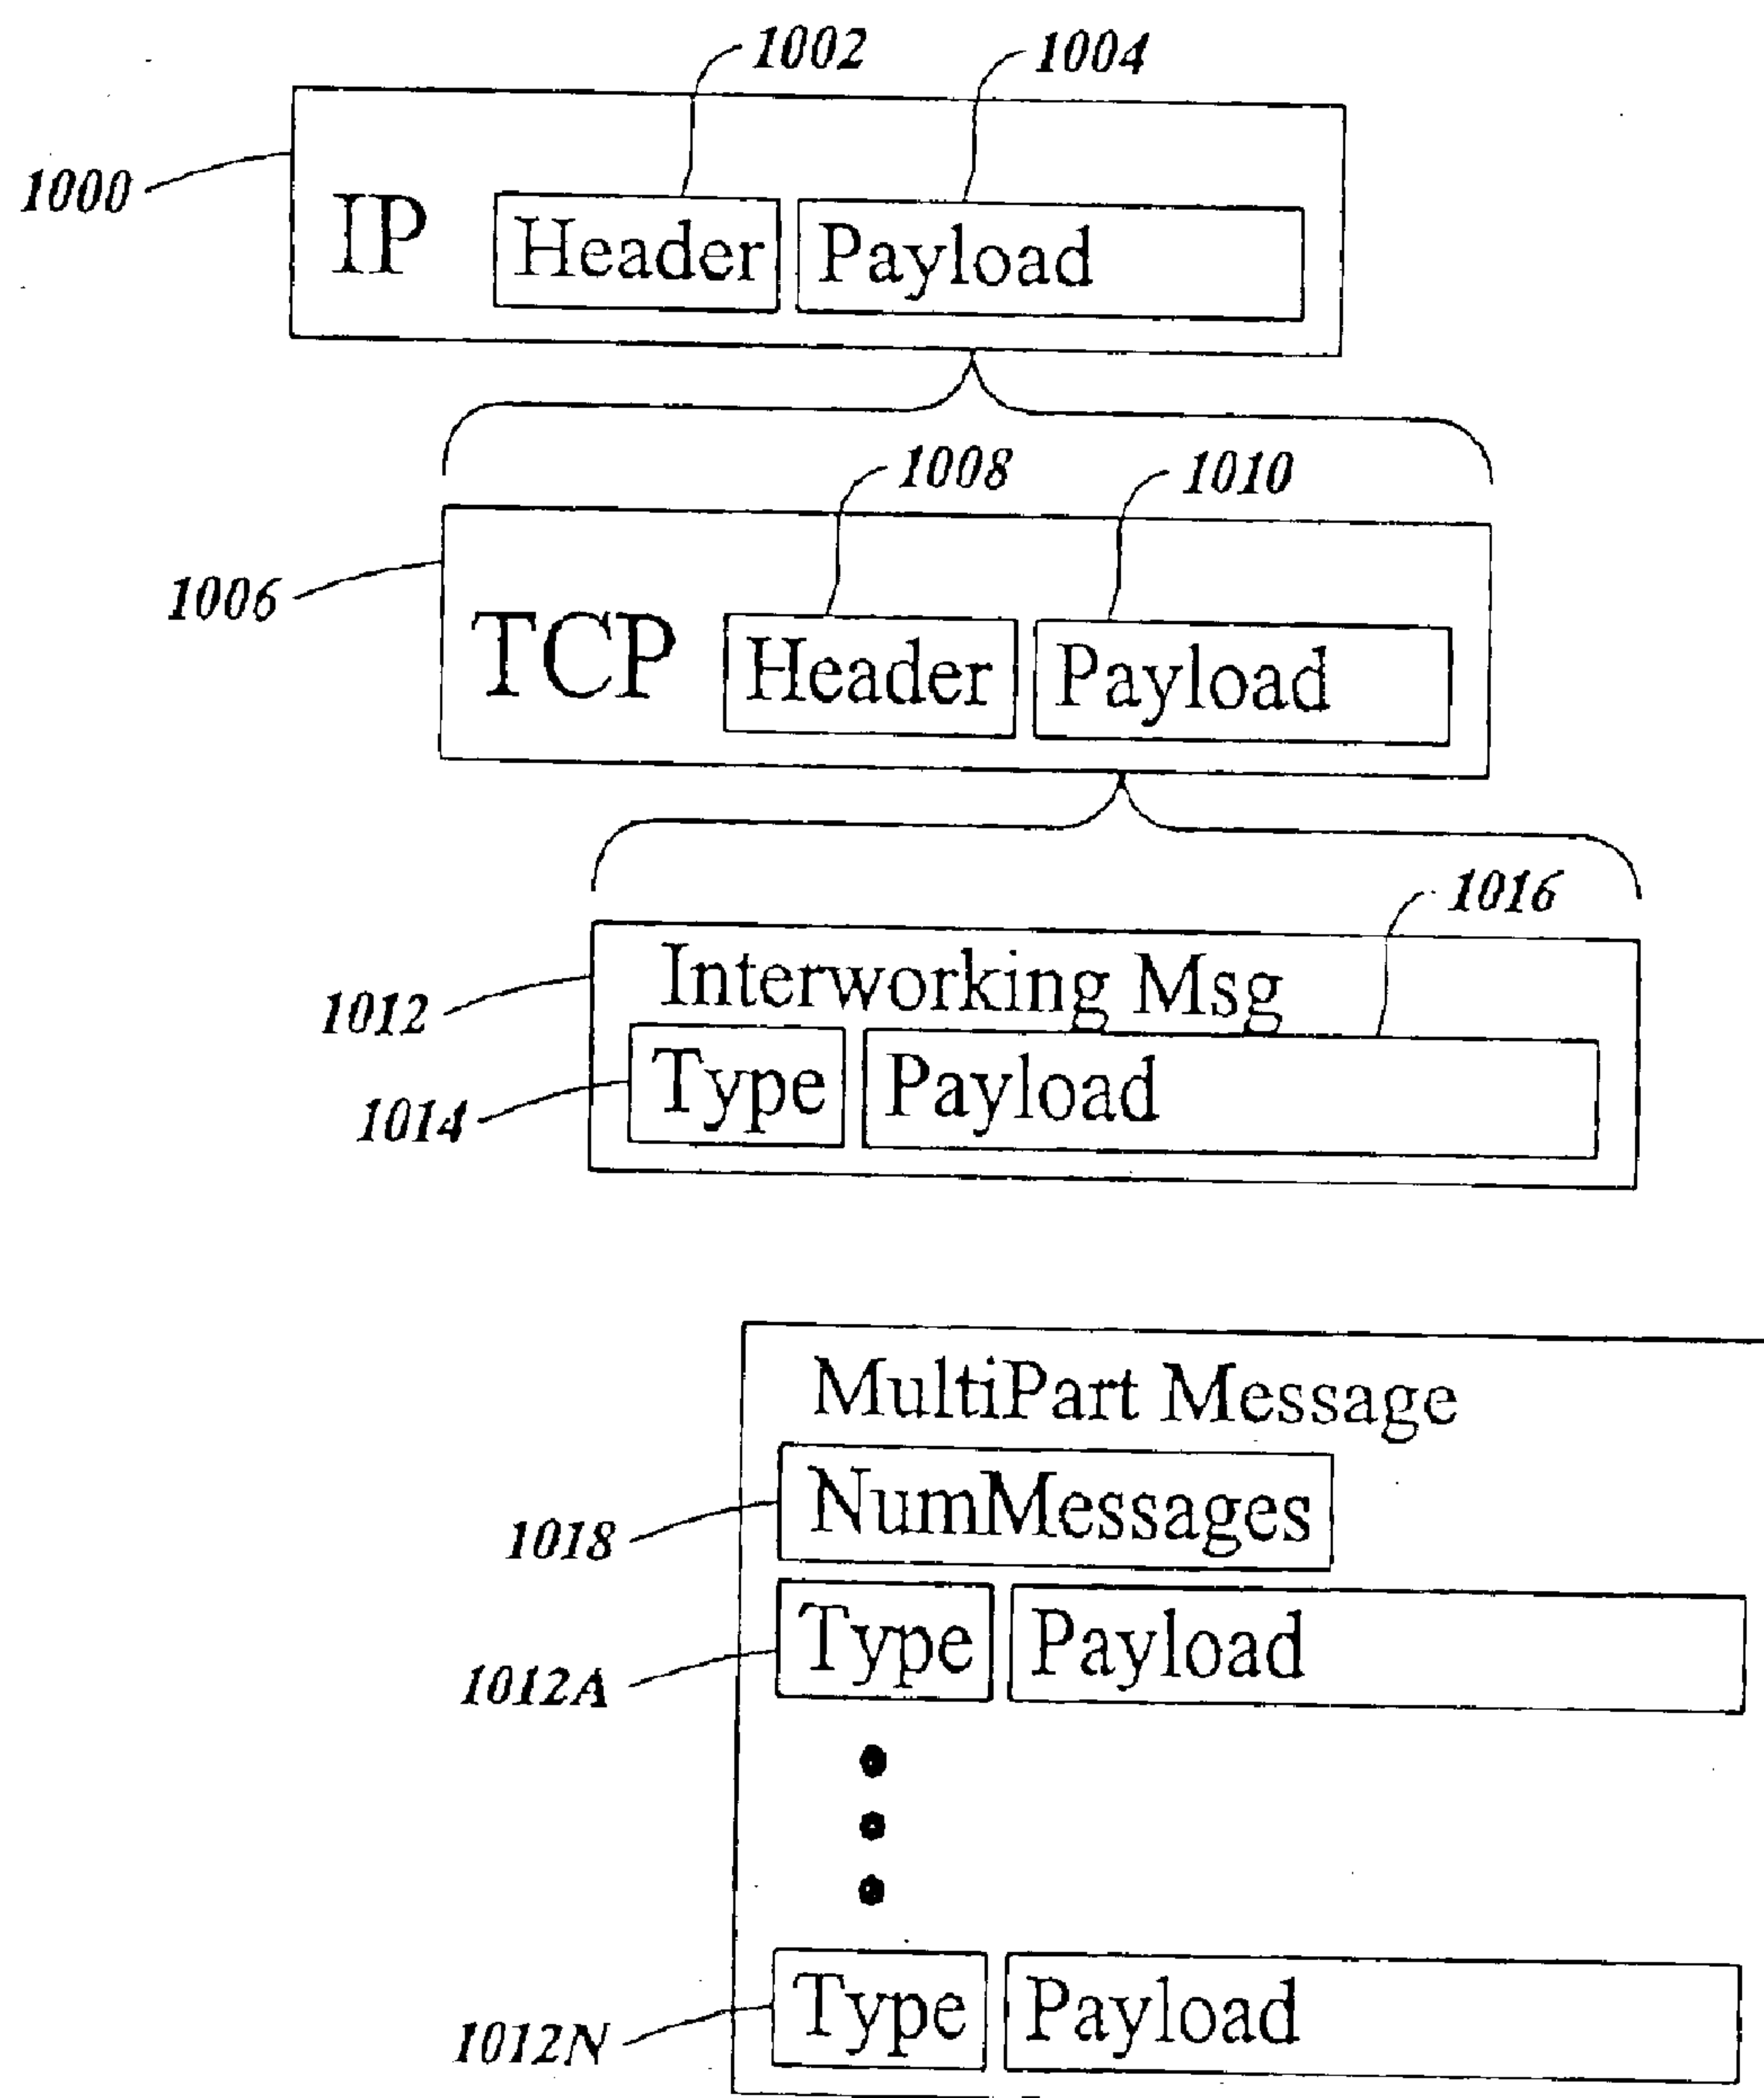 1002 1004
1000
IP Header Payload
1008 1010
1006
TCP Header Payload
1016
Interworking Msg
1012
Type Payload
1014
MultiPart Message
NumMessages
1018
Type Payload
1012A
Type Payload
1012N